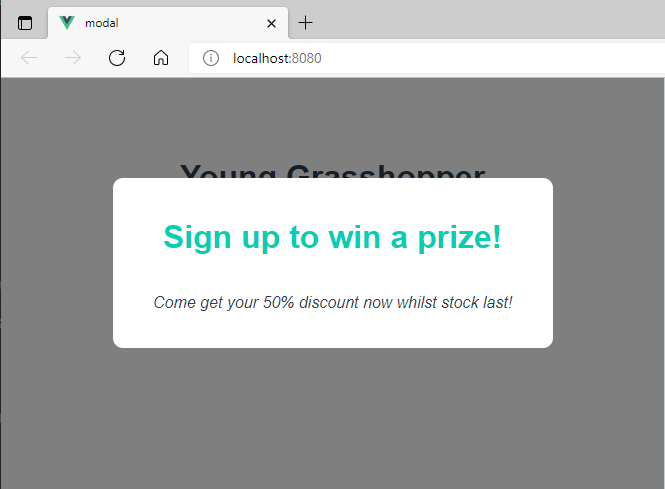 modal
localhost:8080
Young Grasshopper
Sign up to win a prize!
Come get your 50% discount now whilst stock last!